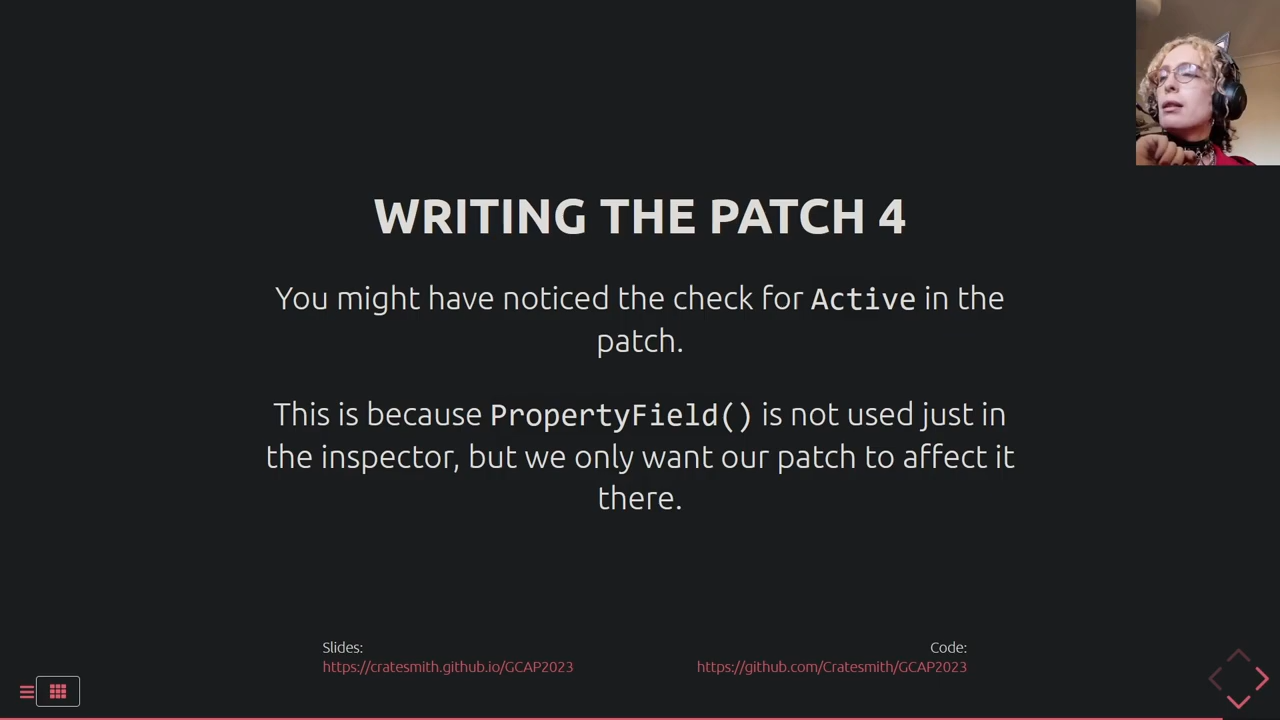 WRITING THE PATCH 4
You might have noticed the check for Active in the
patch.
This is because PropertyField() is not used just in
the inspector, but we only want our patch to affect it
there.
Slides:
https://cratesmith.github.io/GCAP2023
Code:
https://github.com/Cratesmith/GCAP2023